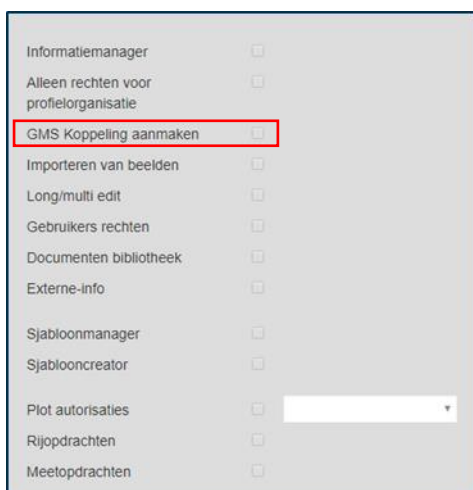 Informatiemanager
Alleen rechten voor
profielorganisatie
GMS Koppeling aanmaken
Importeren van beelden
Long/multi edit
Gebruikers rechten
Documenten bibliotheek
Externe-info
Sjabloonmanager
Sjablooncreator
Plot autorisaties
Rijopdrachten
Meetopdrachten